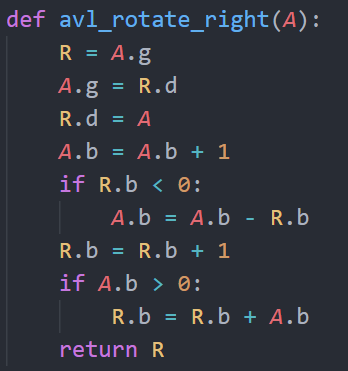 def avl_rotate_right(A):
    R = A.g
    A.g = R.d
    R.d = A
    A.b = A.b + 1
    if R.b < 0:
        A.b = A.b - R.b
    R.b = R.b + 1
    if A.b > 0:
        R.b = R.b + A.b
    return R